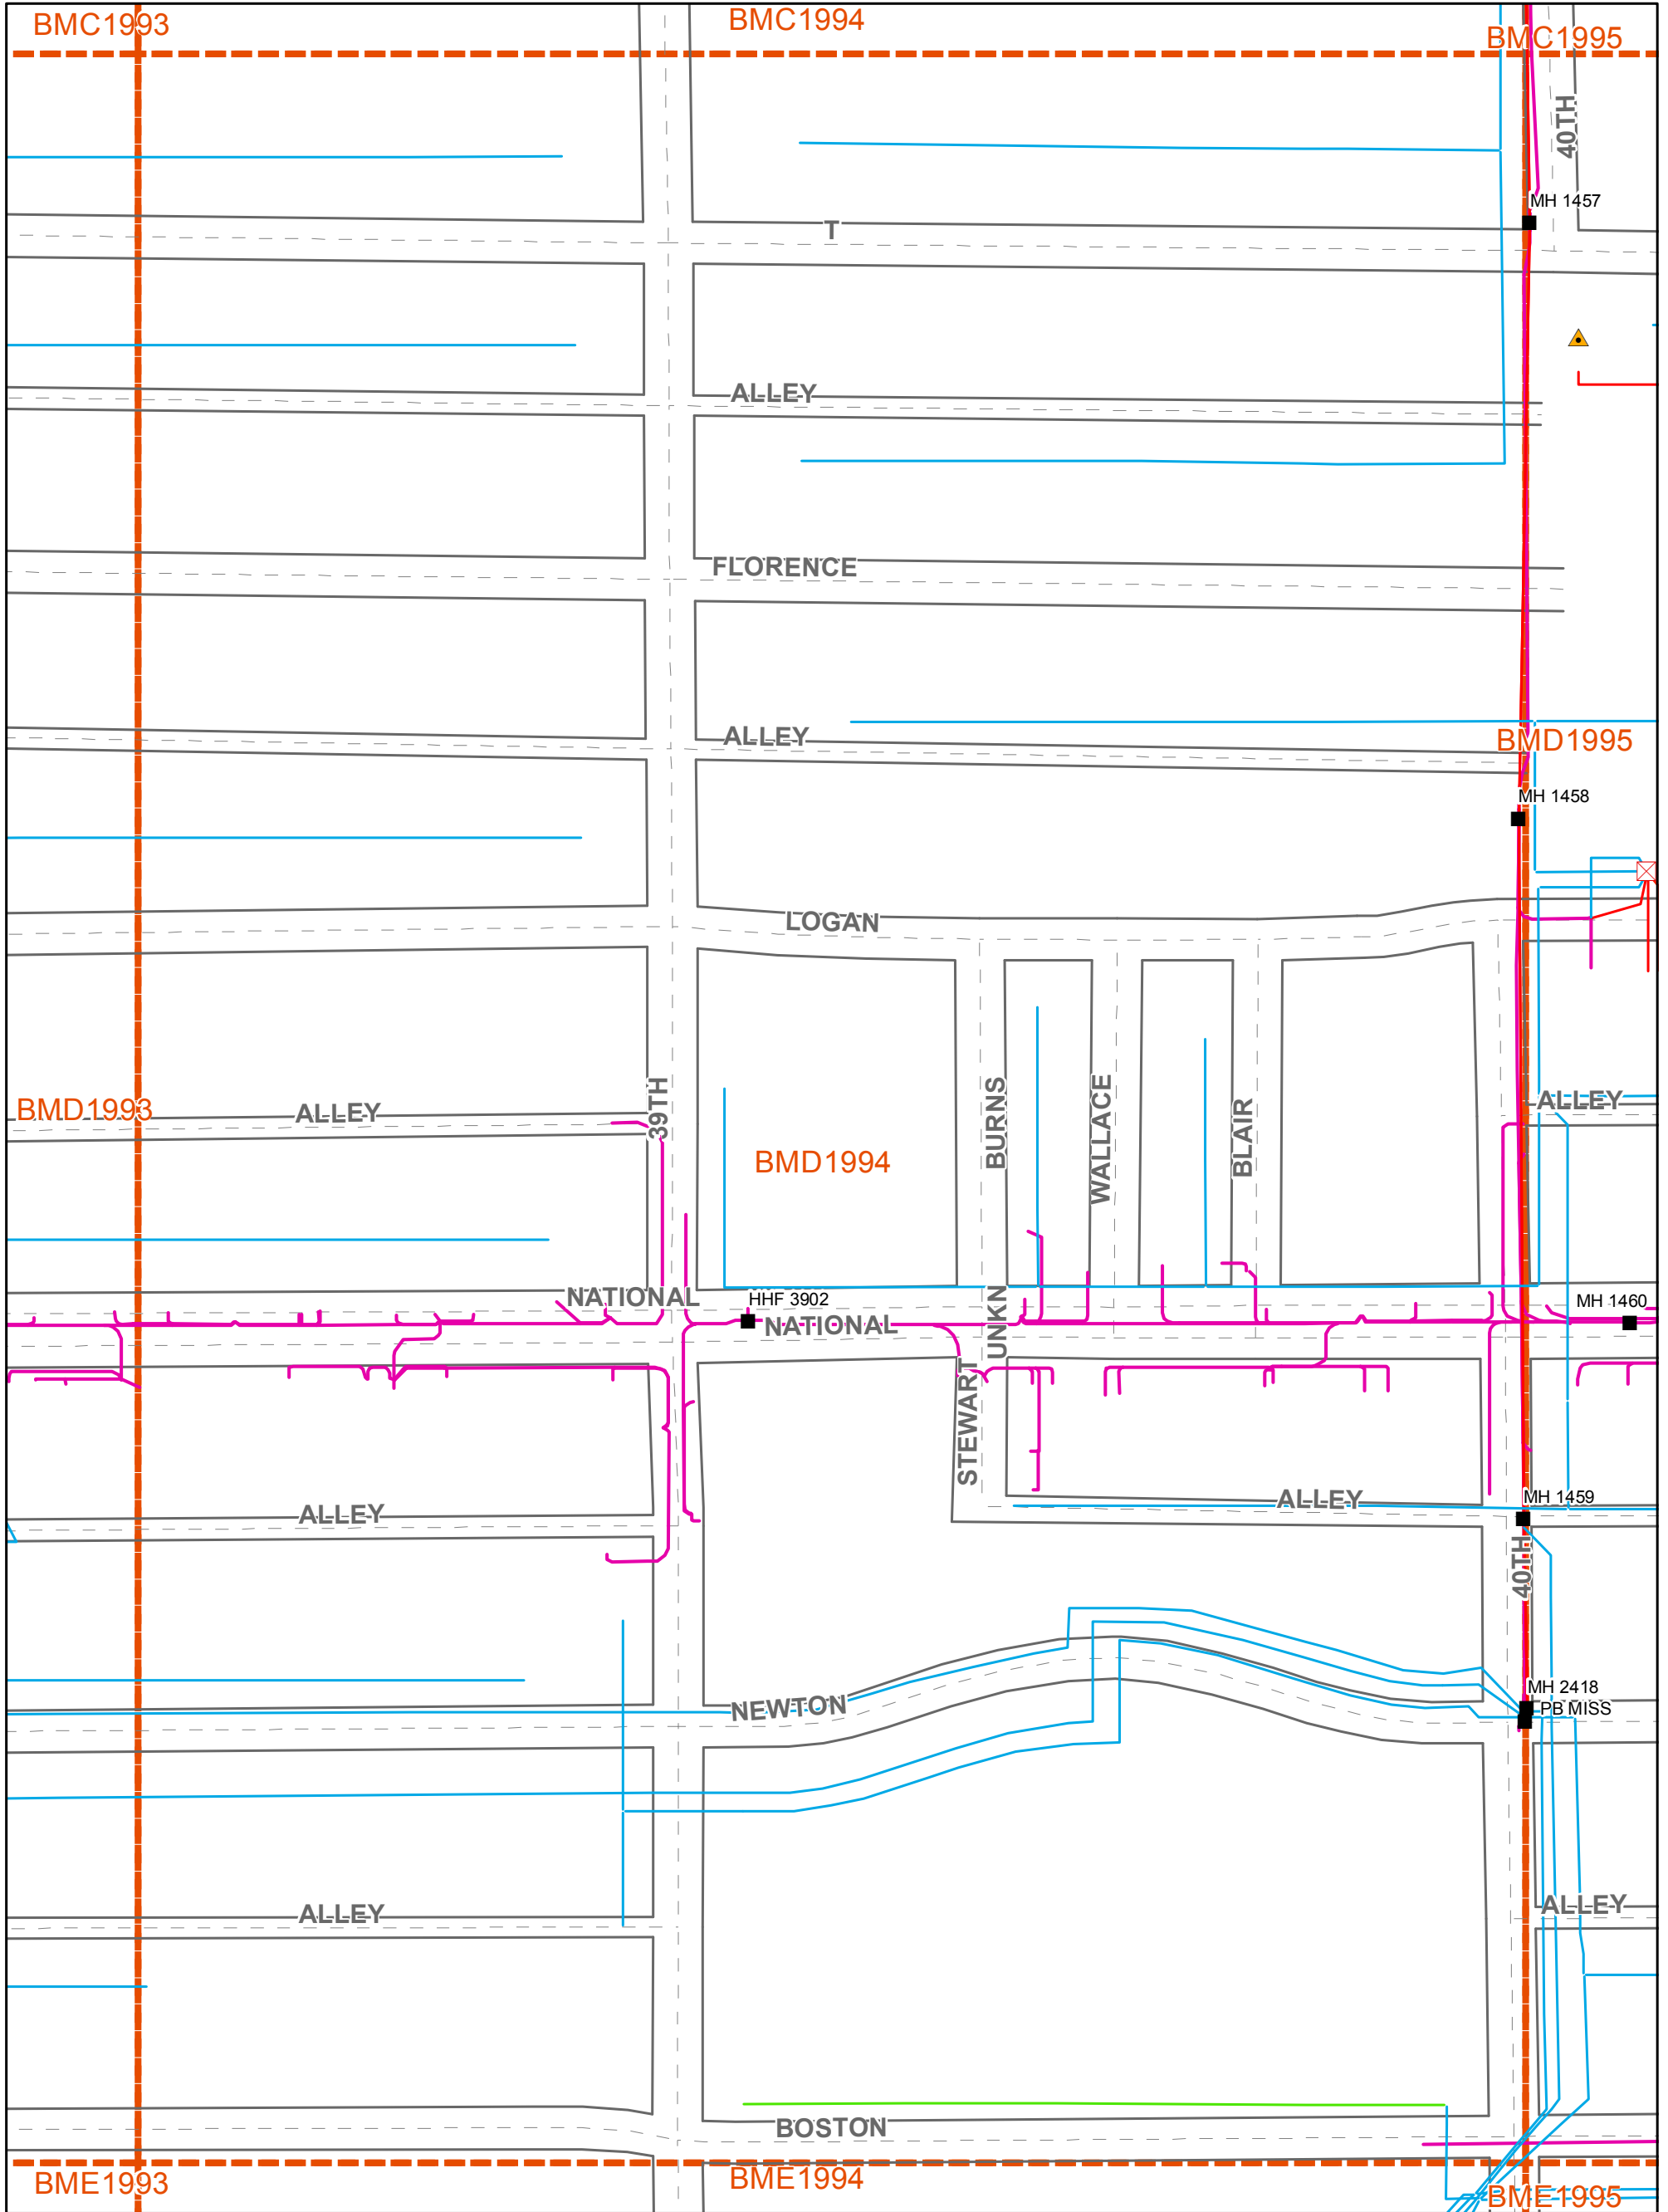 BMC1993
BMC1994
BMC1995
40TH
MH 1457
T
ALLEY
FLORENCE
ALLEY
BMD1995
MH 1458
LOGAN
39TH
BURNS
WALLACE
BLAIR
ALLEY
BMD1993
ALLEY
BMD1994
NATIONAL
HHF 3902
NATIONAL
UNKN
MH 1460
STEWART
ALLEY
ALLEY
MH 1459
40TH
MH 2418
NEWTON
PB MISS
ALLEY
ALLEY
BOSTON
BME1993
BME1994
BME1995